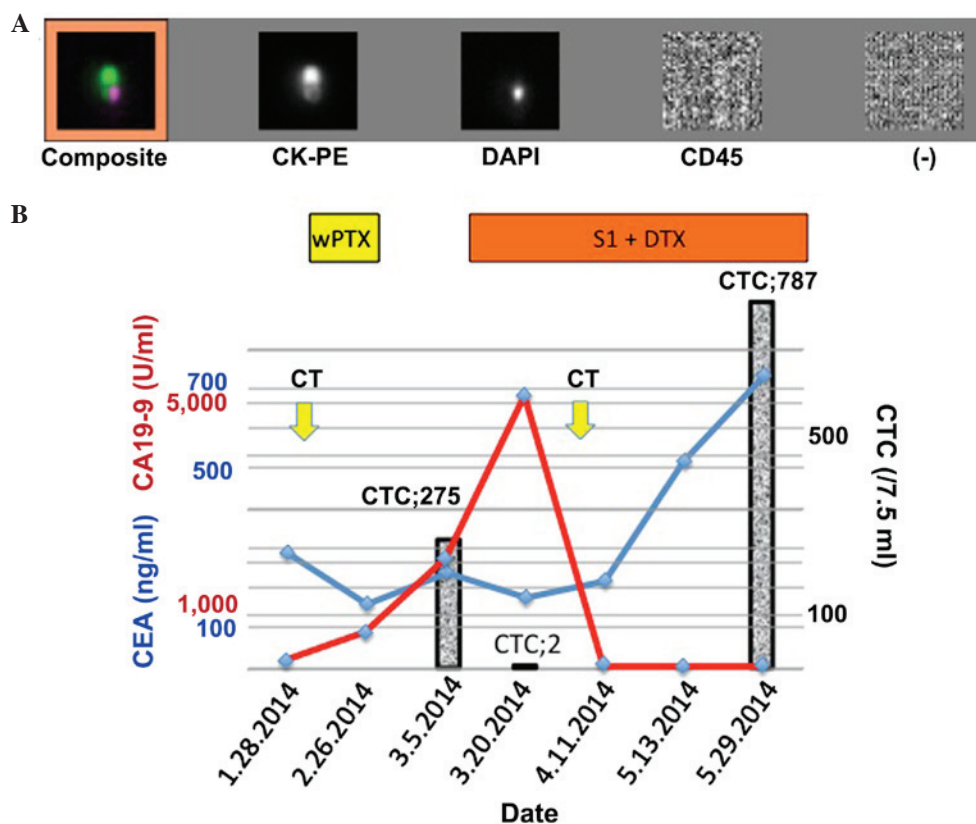 A
Composite CK-PE DAPI CD45 (-)
B
wPTX S1 + DTX
CTC;787
CT CT
700
5,000
500 500
CTC;275
1,000
100 100
CTC;2
CEA (ng/ml) CA19-9 (U/ml)
CTC (/7.5 ml)
1.28.2014 2.26.2014 3.5.2014 3.20.2014 4.11.2014 5.13.2014 5.29.2014
Date